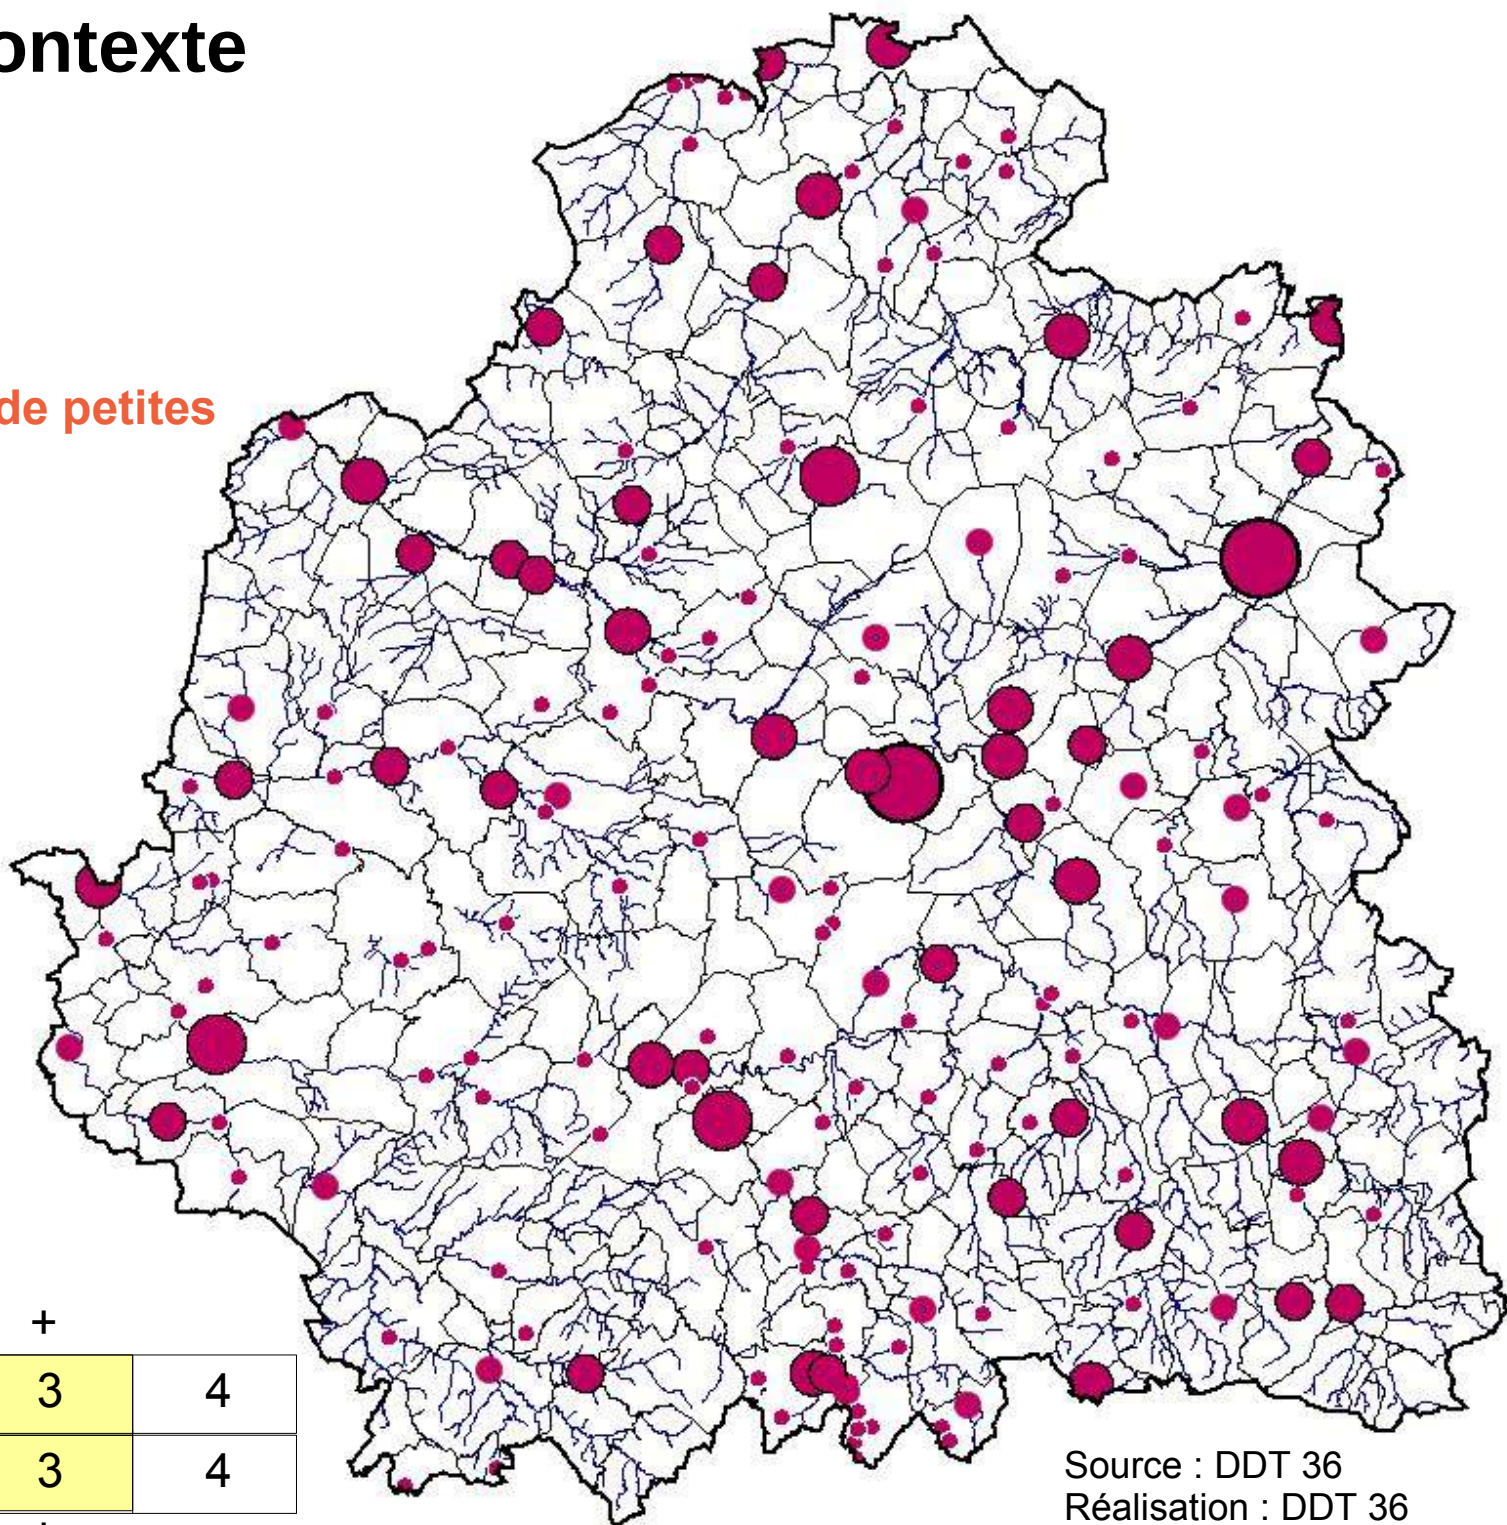 ontexte
de petites
+
3 4
3 4
Source : DDT 36
Réalisation : DDT 36